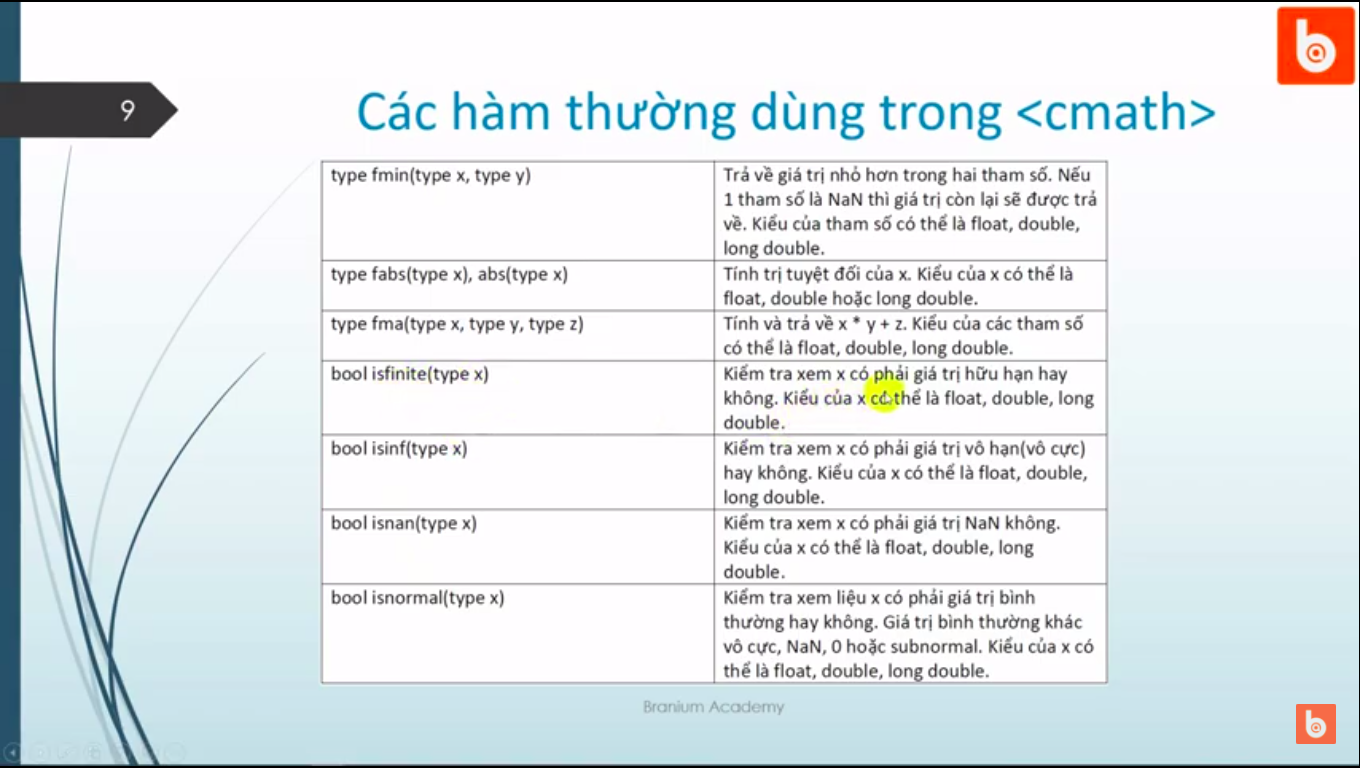 9
Các hàm thường dùng trong <cmath>
type fmin(type x, type y)
Trả về giá trị nhỏ hơn trong hai tham số. Nếu
1 tham số là NaN thì giá trị còn lại sẽ được trả
về. Kiểu của tham số có thể là float, double,
long double.
type fabs(type x), abs(type x)
Tính trị tuyệt đối của x. Kiểu của x có thể là
float, double hoặc long double.
type fma(type x, type y, type z)
Tính và trả về x * y + z. Kiểu của các tham số
có thể là float, double, long double.
bool isfinite(type x)
Kiểm tra xem x có phải giá trị hữu hạn hay
không. Kiểu của x có thể là float, double, long
double.
bool isinf(type x)
Kiểm tra xem x có phải giá trị vô hạn(vô cực)
hay không. Kiểu của x có thể là float, double,
long double.
bool isnan(type x)
Kiểm tra xem x có phải giá trị NaN không.
Kiểu của x có thể là float, double, long
double.
bool isnormal(type x)
Kiểm tra xem liệu x có phải giá trị bình
thường hay không. Giá trị bình thường khác
vô cực, NaN, 0 hoặc subnormal. Kiểu của x có
thể là float, double, long double.
Branium Academy